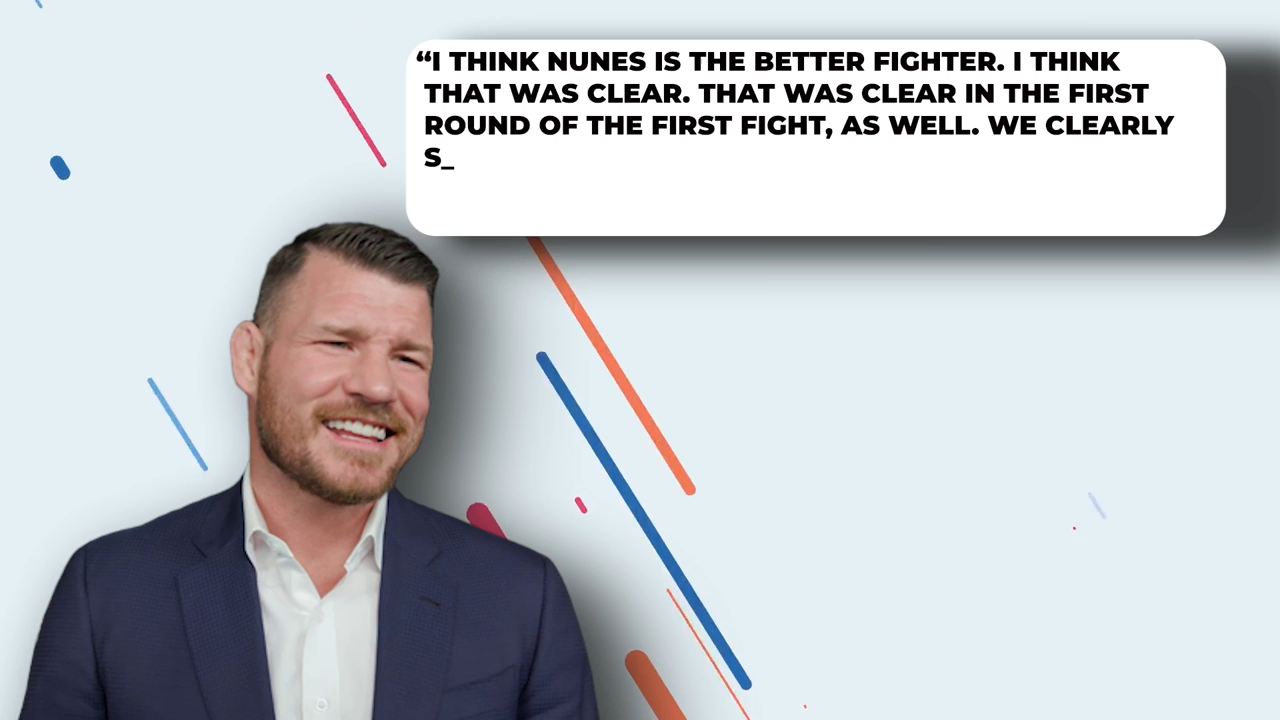 “I THINK NUNES IS THE BETTER FIGHTER. I THINK
THAT WAS CLEAR. THAT WAS CLEAR IN THE FIRST
ROUND OF THE FIRST FIGHT, AS WELL. WE CLEARLY
S_